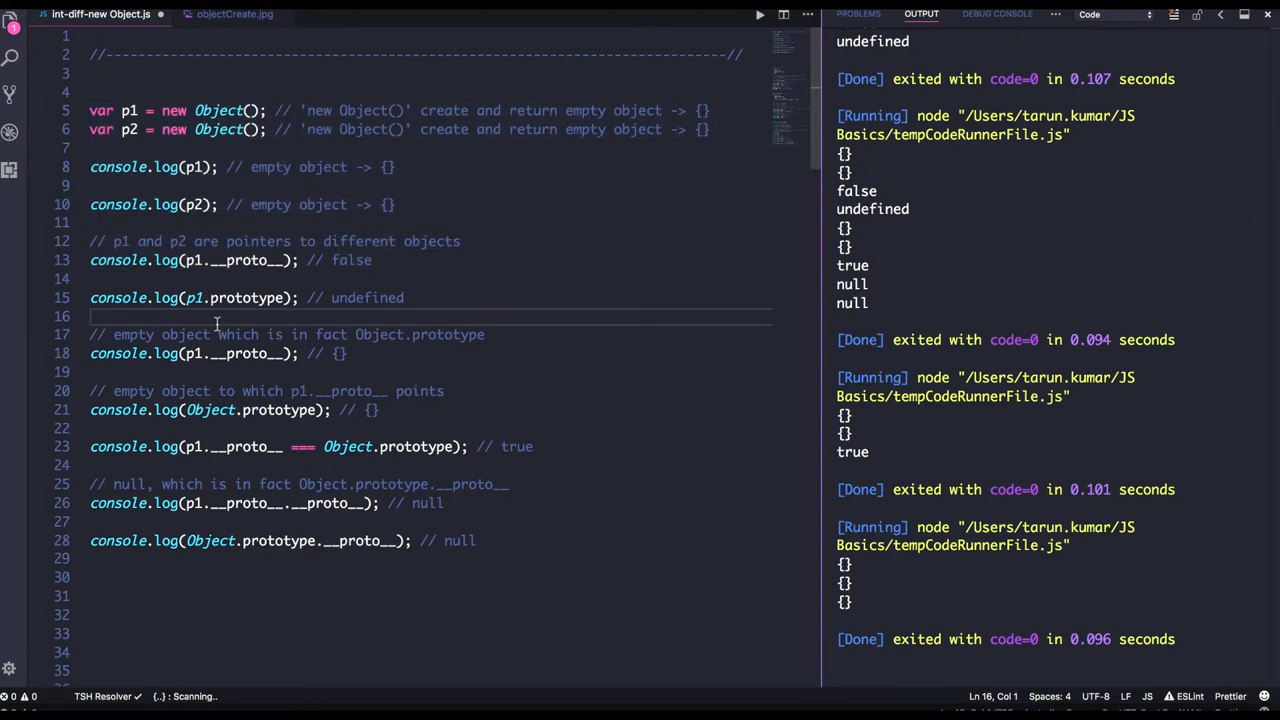 JS int-diff-new Object.js objectCreate.jpg
PROBLEMS OUTPUT DEBUG CONSOLE ··· Code
1
1
2 //------------------------------------------------------------------------------//
3
4
5 var p1 = new Object(); // 'new Object()' create and return empty object -> {}
6 var p2 = new Object(); // 'new Object()' create and return empty object -> {}
7
8 console.log(p1); // empty object -> {}
9
10 console.log(p2); // empty object -> {}
11
12 // p1 and p2 are pointers to different objects
13 console.log(p1.__proto__); // false
14
15 console.log(p1.prototype); // undefined
16
17 // empty object which is in fact Object.prototype
18 console.log(p1.__proto__); // {}
19
20 // empty object to which p1.__proto__ points
21 console.log(Object.prototype); // {}
22
23 console.log(p1.__proto__ === Object.prototype); // true
24
25 // null, which is in fact Object.prototype.__proto__
26 console.log(p1.__proto__.__proto__); // null
27
28 console.log(Object.prototype.__proto__); // null
29
30
31
32
33
34
35
undefined
[Done] exited with code=0 in 0.107 seconds
[Running] node "/Users/tarun.kumar/JS
Basics/tempCodeRunnerFile.js"
{}
{}
false
undefined
{}
{}
true
null
null
[Done] exited with code=0 in 0.094 seconds
[Running] node "/Users/tarun.kumar/JS
Basics/tempCodeRunnerFile.js"
{}
{}
true
[Done] exited with code=0 in 0.101 seconds
[Running] node "/Users/tarun.kumar/JS
Basics/tempCodeRunnerFile.js"
{}
{}
{}
[Done] exited with code=0 in 0.096 seconds
0 0 TSH Resolver ✓ {..} : Scanning.. Ln 16, Col 1 Spaces: 4 UTF-8 LF JS ESLint Prettier